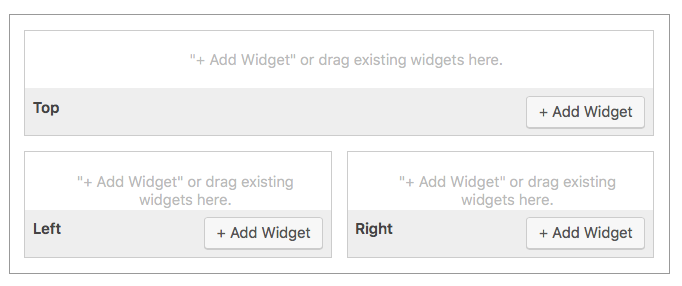 "+ Add Widget" or drag existing widgets here.
Top
+ Add Widget
"+ Add Widget" or drag existing
widgets here.
Left
+ Add Widget
"+ Add Widget" or drag existing
widgets here.
Right
+ Add Widget